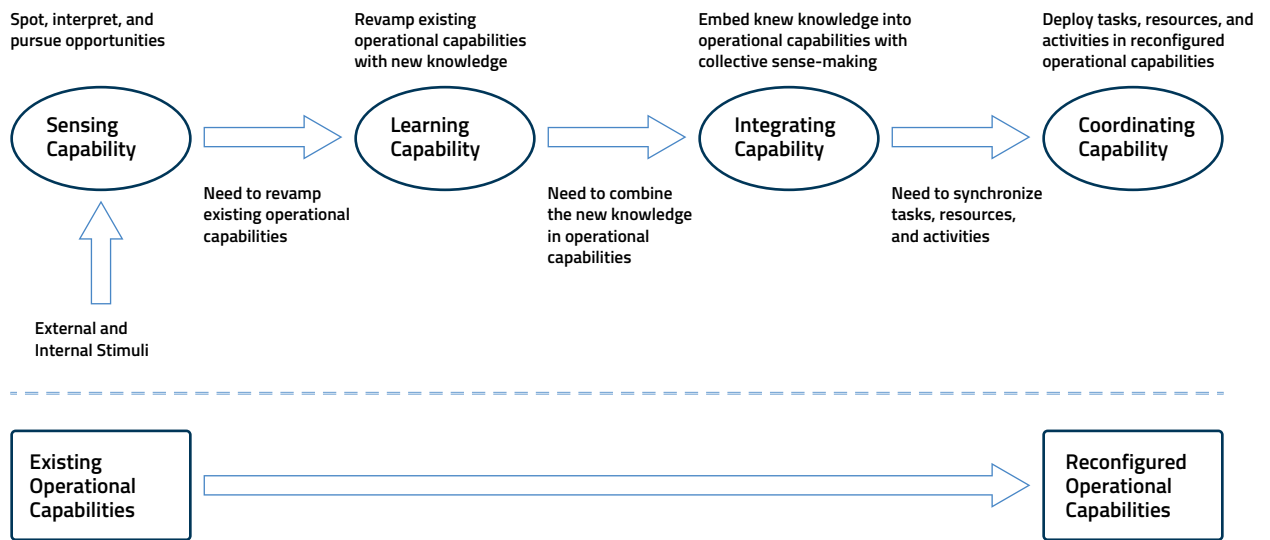 Spot, interpret, and
pursue opportunities
Revamp existing
operational capabilities
with new knowledge
Embed knew knowledge into
operational capabilities with
collective sense-making
Deploy tasks, resources, and
activities in reconfigured
operational capabilities
Sensing
Capability
Learning
Capability
Integrating
Capability
Coordinating
Capability
Need to revamp
existing operational
capabilities
Need to combine
the new knowledge
in operational
capabilities
Need to synchronize
tasks, resources,
and activities
External and
Internal Stimuli
Existing
Operational
Capabilities
Reconfigured
Operational
Capabilities